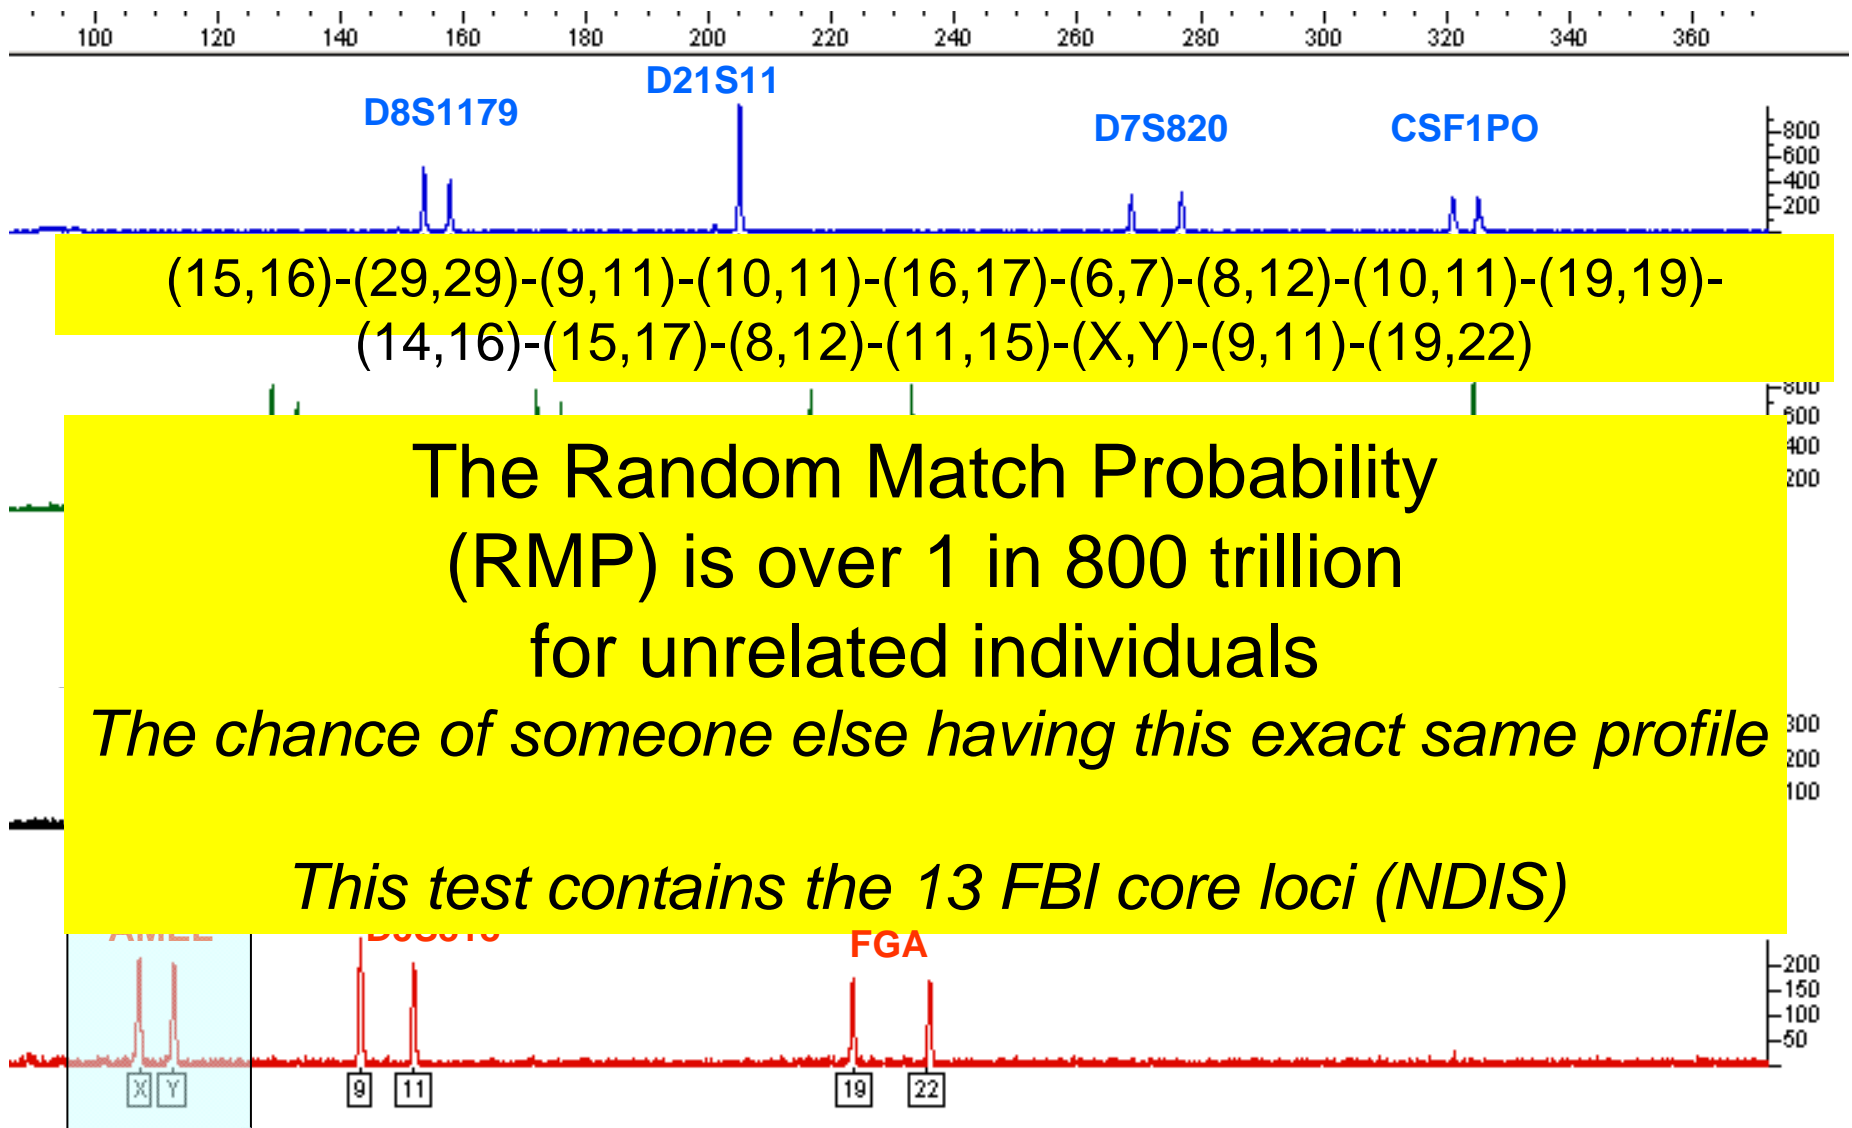 100 120 140 160 180 200 220 240 260 280 300 320 340 360
D21S11
D8S1179
D7S820
CSF1PO
800
600
400
200
(15,16)-(29,29)-(9,11)-(10,11)-(16,17)-(6,7)-(8,12)-(10,11)-(19,19)-
(14,16)-(15,17)-(8,12)-(11,15)-(X,Y)-(9,11)-(19,22)
800
600
400
200
The Random Match Probability
(RMP) is over 1 in 800 trillion
for unrelated individuals
The chance of someone else having this exact same profile
300
200
100
This test contains the 13 FBI core loci (NDIS)
FGA
200
150
100
50
X Y 9 11 19 22